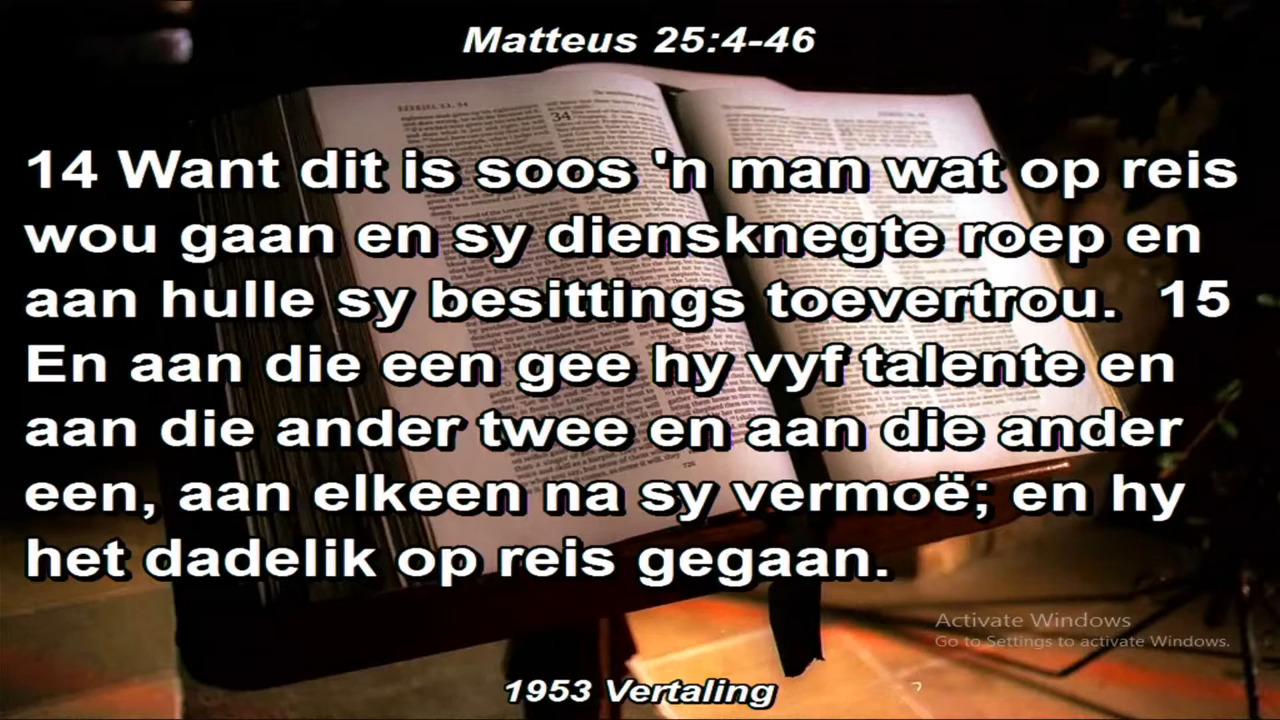 Matteus 25:4-46
14 Want dit is soos 'n man wat op reis
wou gaan en sy diensknegte roep en
aan hulle sy besittings toevertrou.  15
En aan die een gee hy vyf talente en
aan die ander twee en aan die ander
een, aan elkeen na sy vermoë; en hy
het dadelik op reis gegaan.
Activate Windows
Go to Settings to activate Windows.
1953 Vertaling